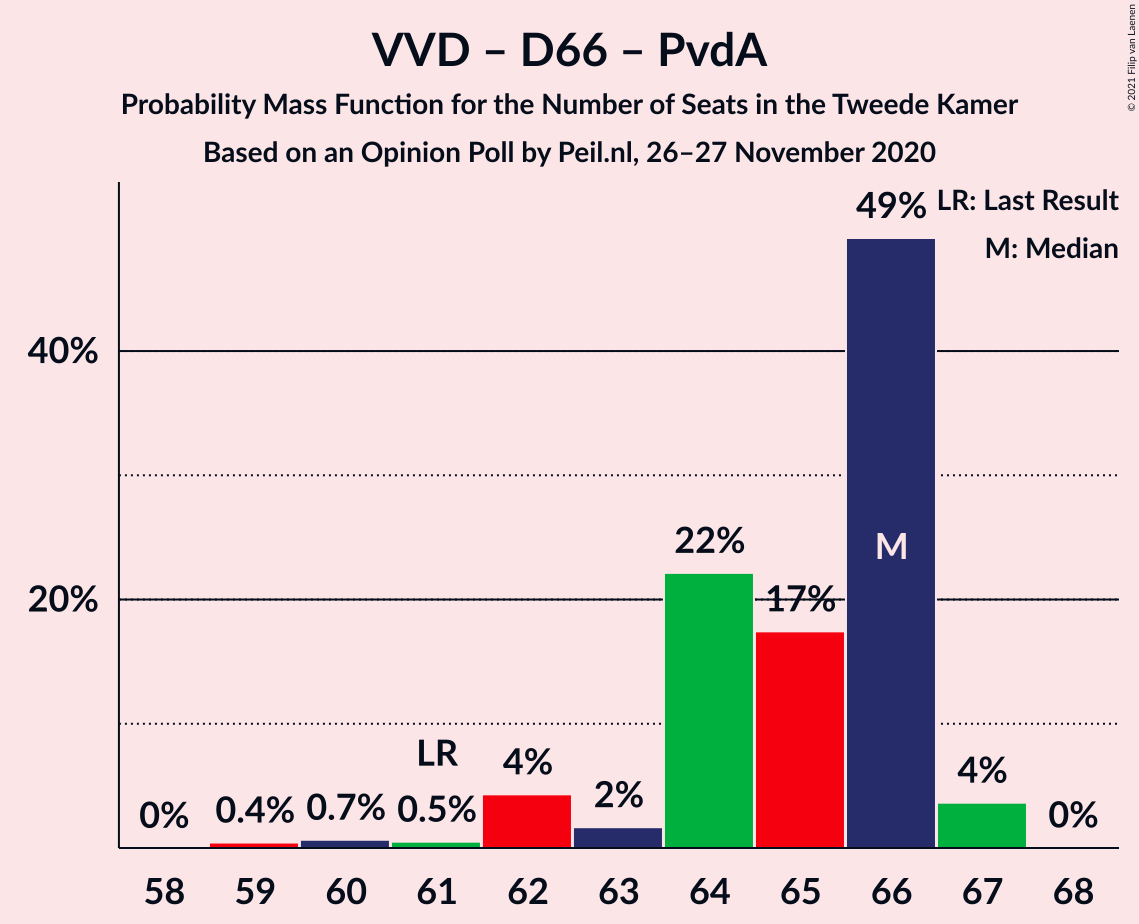 VVD – D66 – PvdA
Probability Mass Function for the Number of Seats in the Tweede Kamer
Based on an Opinion Poll by Peil.nl, 26–27 November 2020
© 2021 Filip van Laenen
LR: Last Result
M: Median
49%
40%
22%
M
20%
17%
LR
4%
2%
4%
0%
0.4%
0.7%
0.5%
0%
58 59 60 61 62 63 64 65 66 67 68